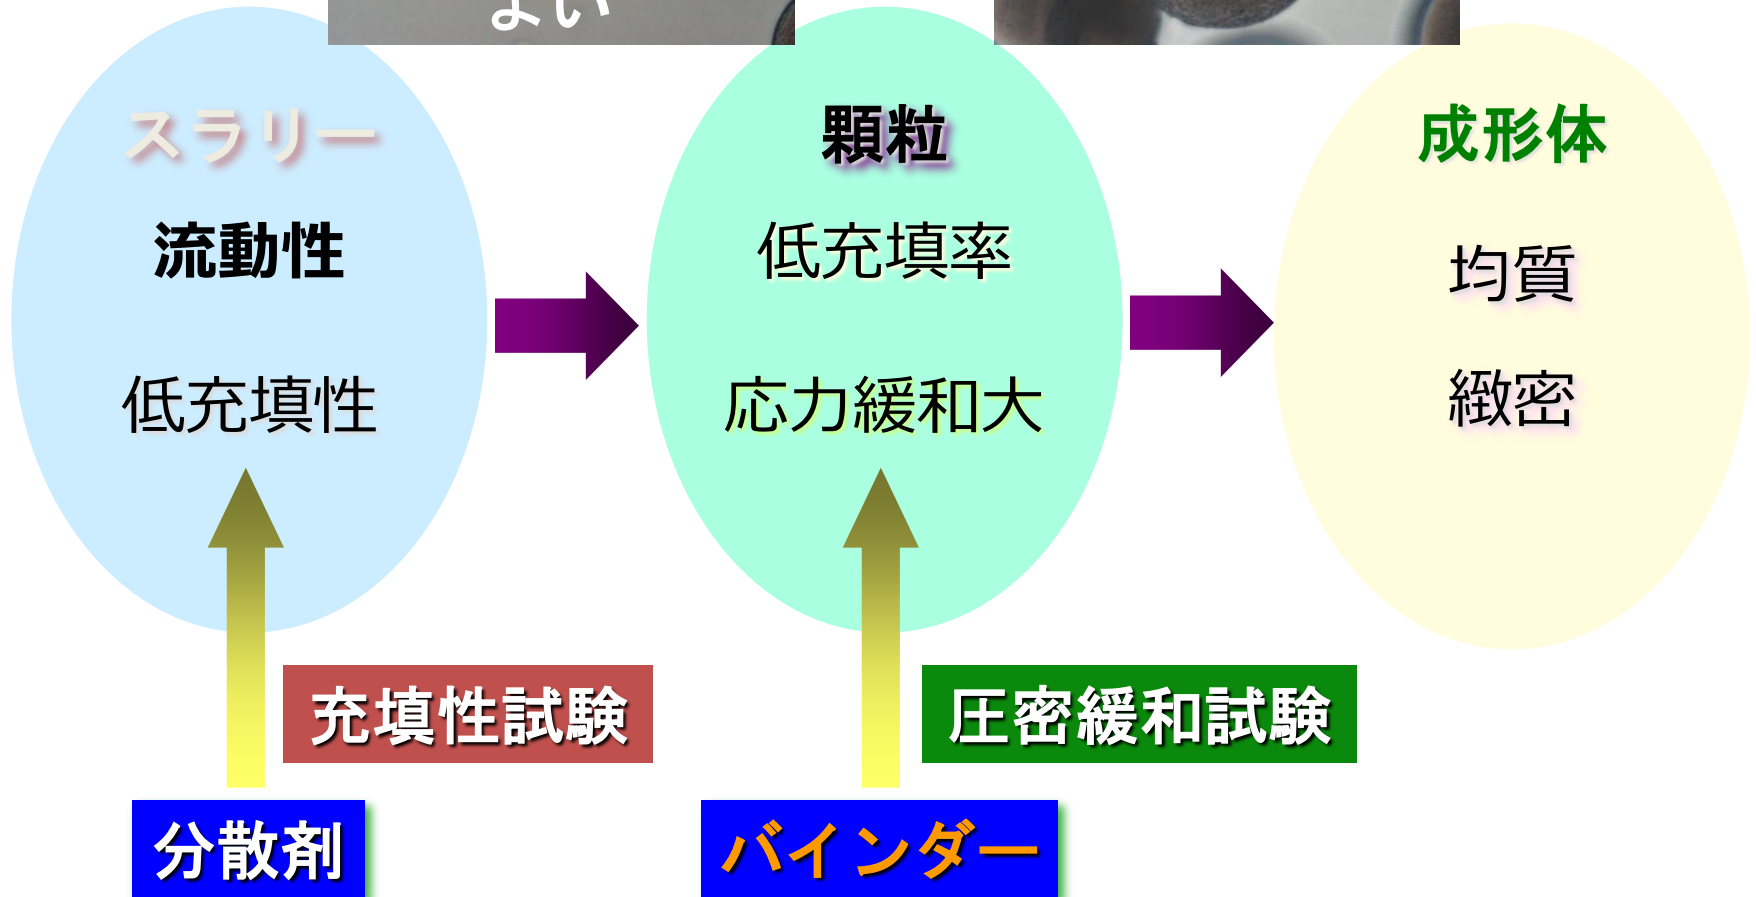 よい
スラリー
流動性
低充填性
顆粒
低充填率
応力緩和大
成形体
均質
緻密
充填性試験
圧密緩和試験
分散剤
バインダー